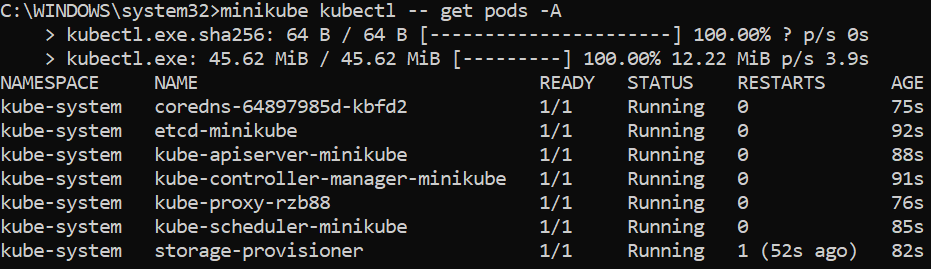 C:\WINDOWS\system32>minikube kubectl -- get pods -A
    > kubectl.exe.sha256: 64 B / 64 B [----------------------] 100.00% ? p/s 0s
    > kubectl.exe: 45.62 MiB / 45.62 MiB [---------] 100.00% 12.22 MiB p/s 3.9s
NAMESPACE     NAME                               READY   STATUS    RESTARTS      AGE
kube-system   coredns-64897985d-kbfd2            1/1     Running   0             75s
kube-system   etcd-minikube                      1/1     Running   0             92s
kube-system   kube-apiserver-minikube            1/1     Running   0             88s
kube-system   kube-controller-manager-minikube   1/1     Running   0             91s
kube-system   kube-proxy-rzb88                   1/1     Running   0             76s
kube-system   kube-scheduler-minikube            1/1     Running   0             85s
kube-system   storage-provisioner                1/1     Running   1 (52s ago)   82s